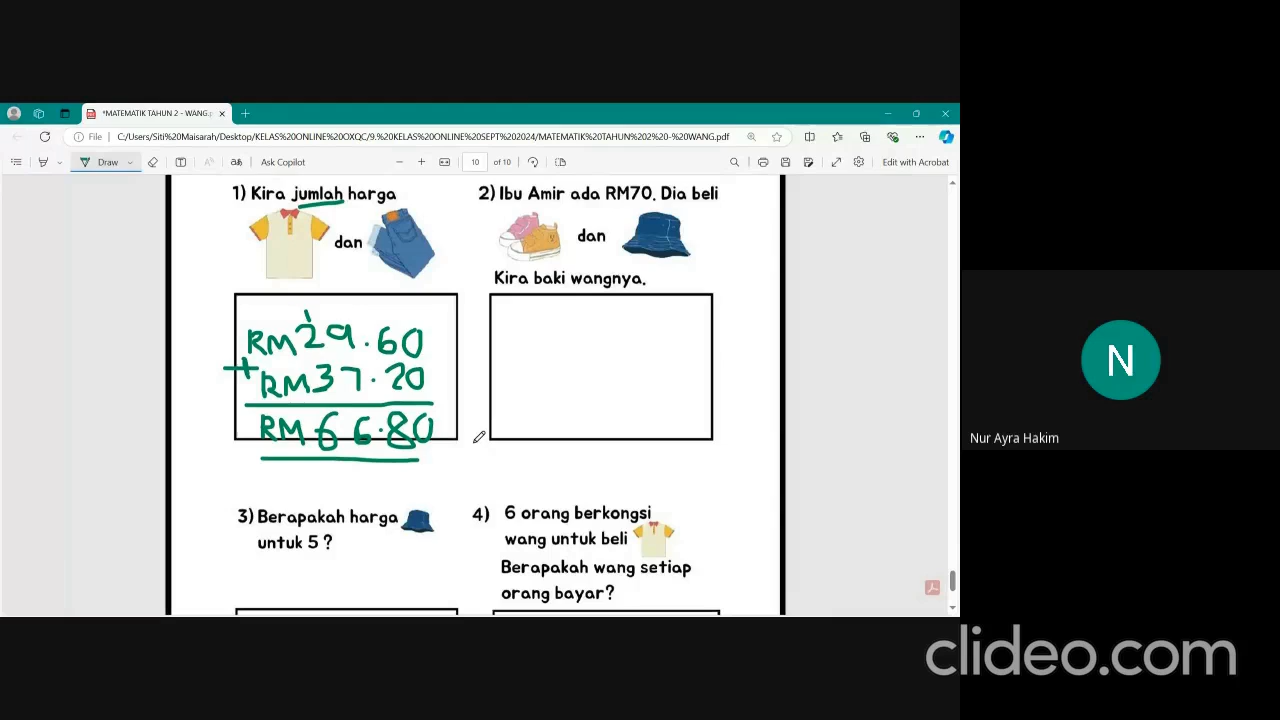 *MATEMATIK TAHUN 2 - WANG.p
File
C:/Users/Siti%20Maisarah/Desktop/KELAS%20ONLINE%20OXQC/9.%20KELAS%20ONLINE%20SEPT%202024/MATEMATIK%20TAHUN%202%20-%20WANG.pdf
Draw
Ask Copilot
10 of 10
Edit with Acrobat
1) Kira jumlah harga
dan
1
RM29.60
+ RM37.20
RM66.80
2) Ibu Amir ada RM70. Dia beli
dan
Kira baki wangnya.
3) Berapakah harga
untuk 5 ?
4) 6 orang berkongsi
wang untuk beli
Berapakah wang setiap
orang bayar?
N
Nur Ayra Hakim
clideo.com